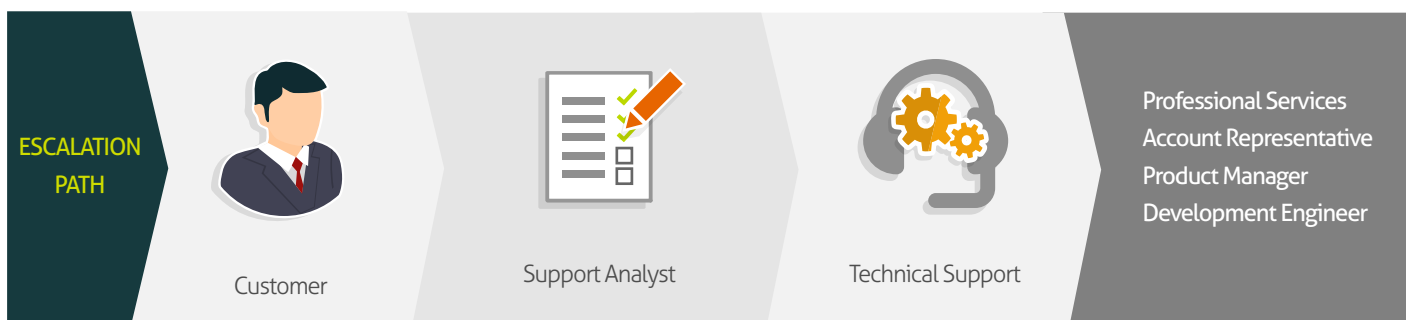 ESCALATION
PATH
Customer
Support Analyst
Technical Support
Professional Services
Account Representative
Product Manager
Development Engineer